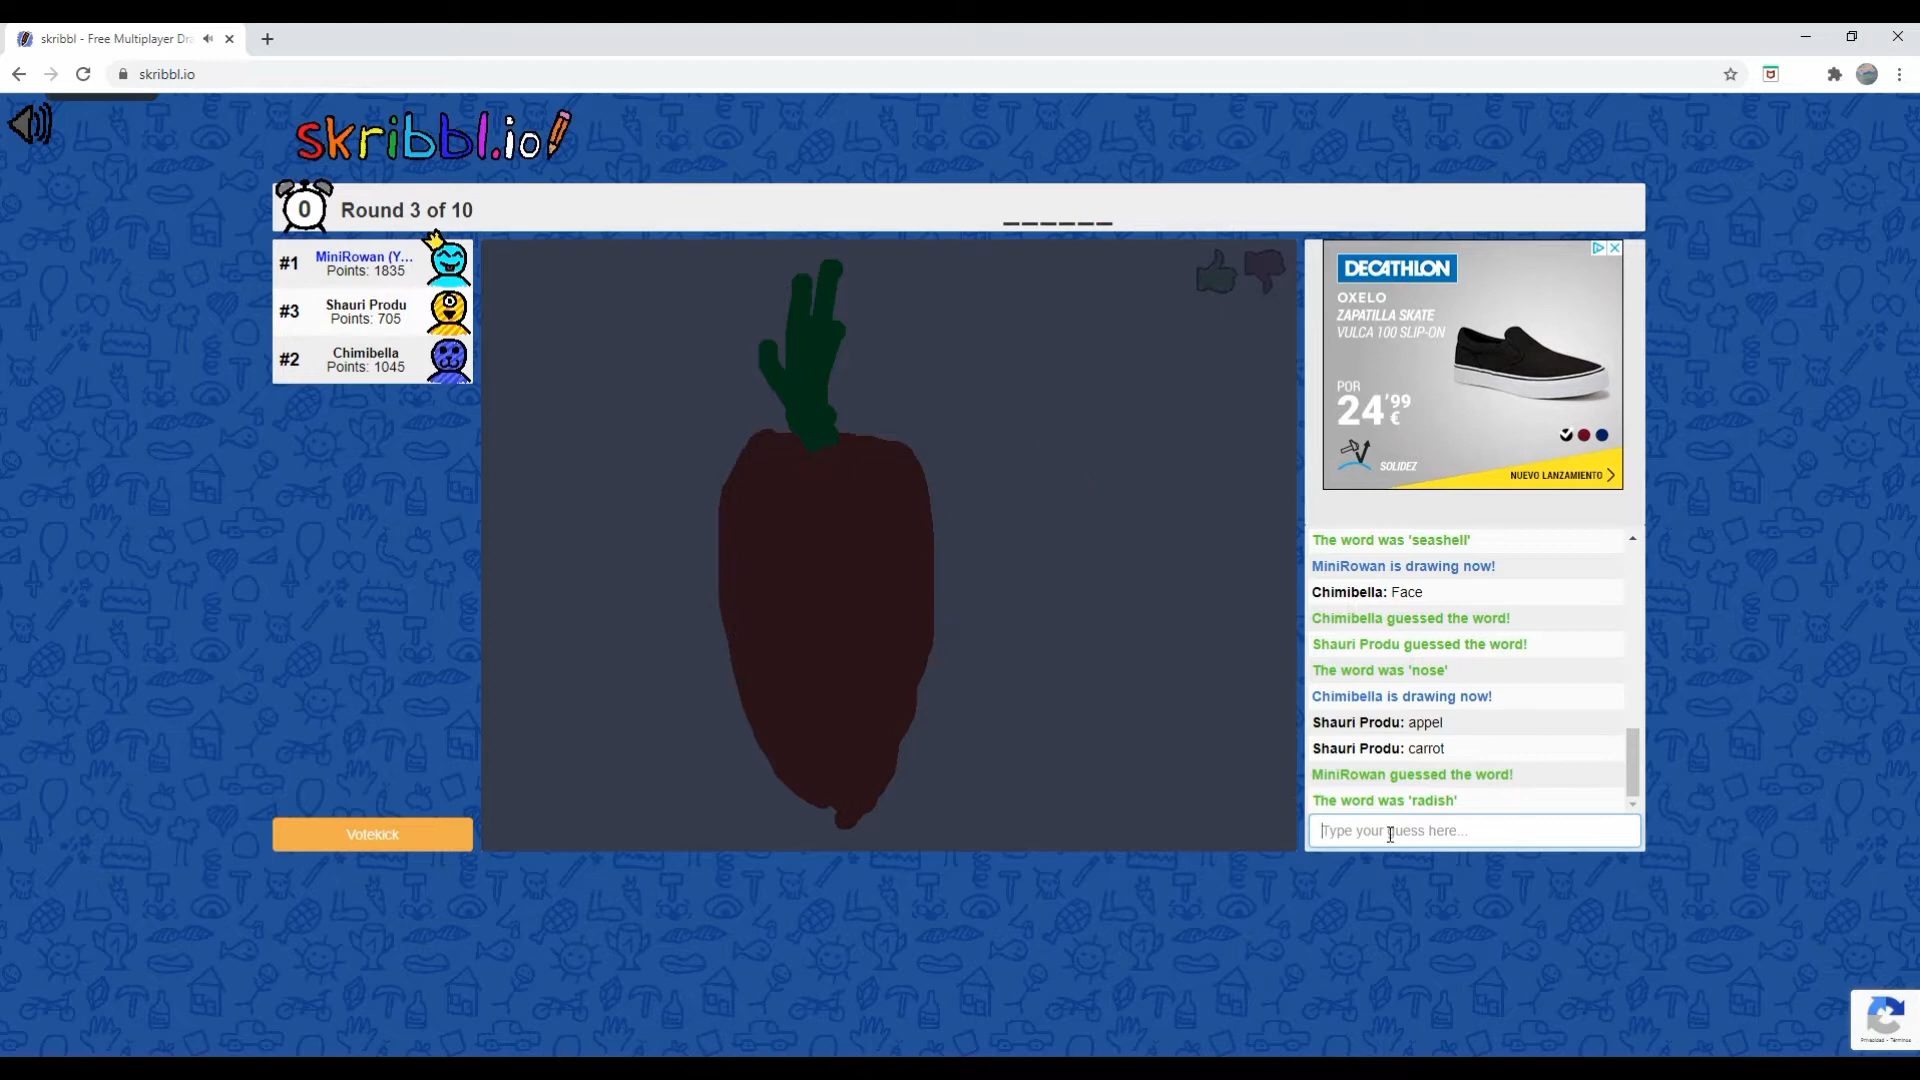 skribbl - Free Multiplayer Dra
skribbl.io
skribbl.io
0
Round 3 of 10
______
#1
MiniRowan (Y...
Points: 1835
#3
Shauri Produ
Points: 705
#2
Chimibella
Points: 1045
Votekick
DECATHLON
OXELO
ZAPATILLA SKATE
VULCA 100 SLIP-ON
POR
24'99 €
SOLIDEZ
NUEVO LANZAMIENTO
The word was 'seashell'
MiniRowan is drawing now!
Chimibella: Face
Chimibella guessed the word!
Shauri Produ guessed the word!
The word was 'nose'
Chimibella is drawing now!
Shauri Produ: appel
Shauri Produ: carrot
MiniRowan guessed the word!
The word was 'radish'
Type your guess here...
Privacidad - Términos